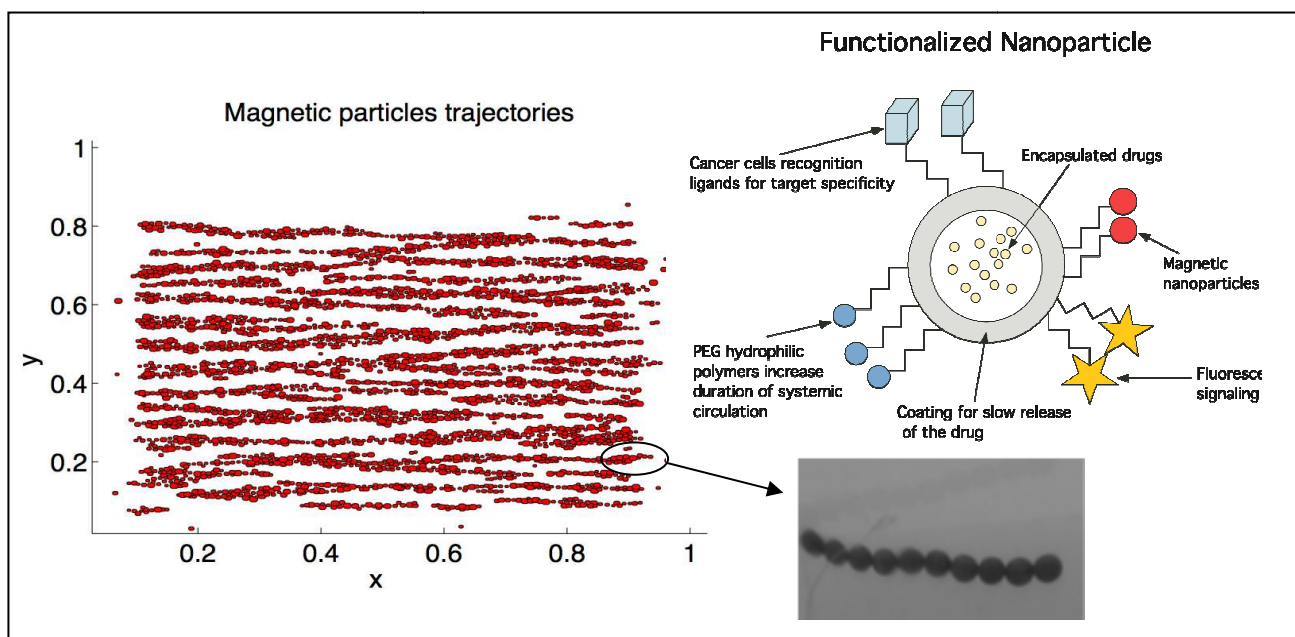 Functionalized Nanoparticle
Magnetic particles trajectories
1
0.8
0.6
0.4
0.2
y
0.2
0.4
0.6
0.8
1
x
Cancer cells recognition
ligands for target specificity
Encapsulated drugs
Magnetic
nanoparticles
PEG hydrophilic
polymers increase
duration of systemic
circulation
Coating for slow release
of the drug
Fluoresce
signaling